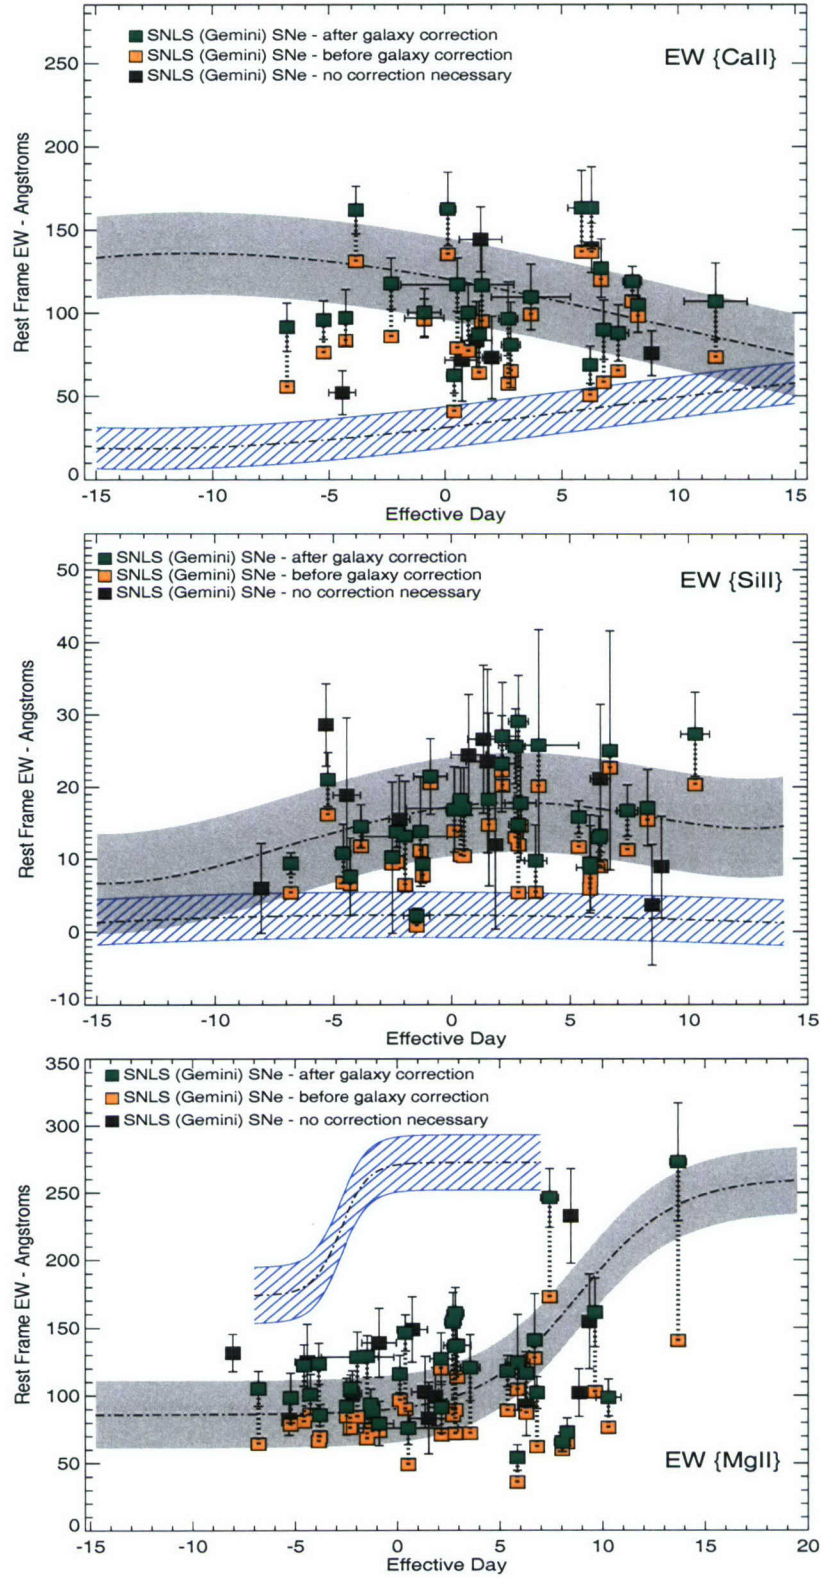 SNLS (Gemini) SNe - after galaxy correction
SNLS (Gemini) SNe - before galaxy correction
SNLS (Gemini) SNe - no correction necessary
EW {CaII}
Rest Frame EW - Angstroms
250
200
150
100
50
0
-15 -10 -5 0 5 10 15
Effective Day
SNLS (Gemini) SNe - after galaxy correction
SNLS (Gemini) SNe - before galaxy correction
SNLS (Gemini) SNe - no correction necessary
EW {SiII}
Rest Frame EW - Angstroms
50
40
30
20
10
0
-10
-15 -10 -5 0 5 10 15
Effective Day
SNLS (Gemini) SNe - after galaxy correction
SNLS (Gemini) SNe - before galaxy correction
SNLS (Gemini) SNe - no correction necessary
EW {MgII}
Rest Frame EW - Angstroms
350
300
250
200
150
100
50
0
-15 -10 -5 0 5 10 15 20
Effective Day